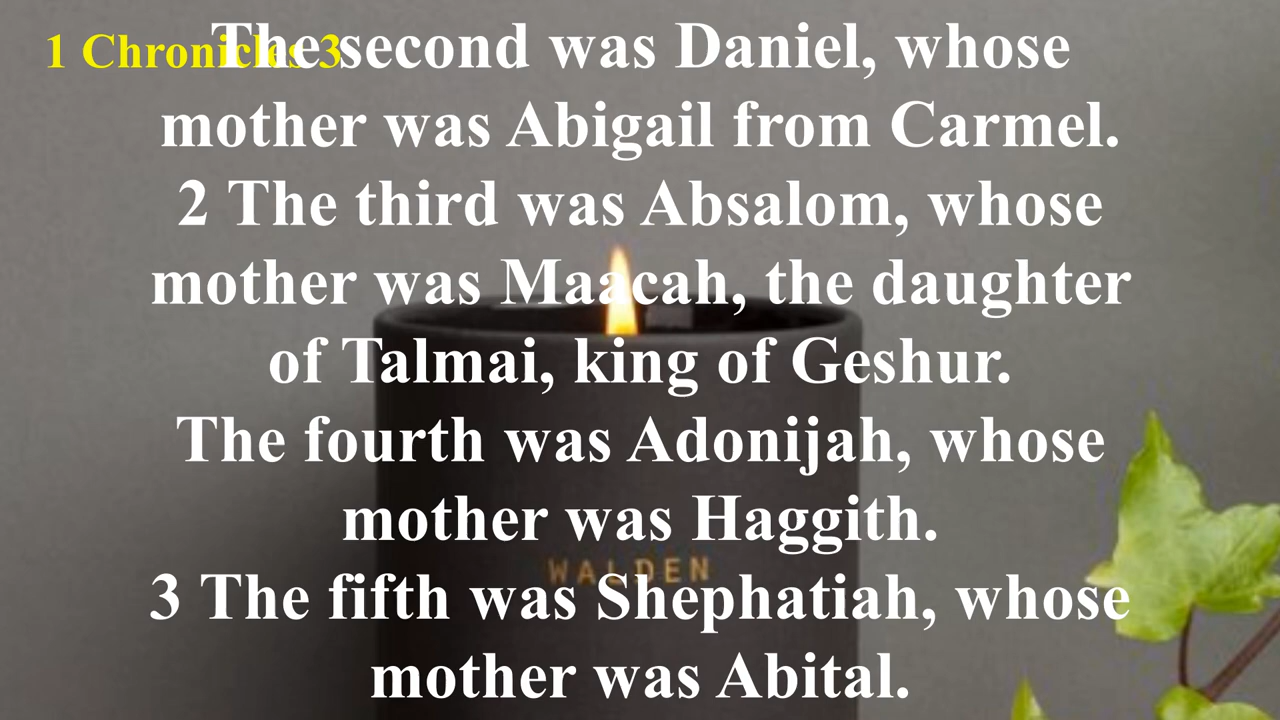 1 Chronicles 3
The second was Daniel, whose
mother was Abigail from Carmel.
2 The third was Absalom, whose
mother was Maacah, the daughter
of Talmai, king of Geshur.
The fourth was Adonijah, whose
mother was Haggith.
WALDEN
3 The fifth was Shephatiah, whose
mother was Abital.